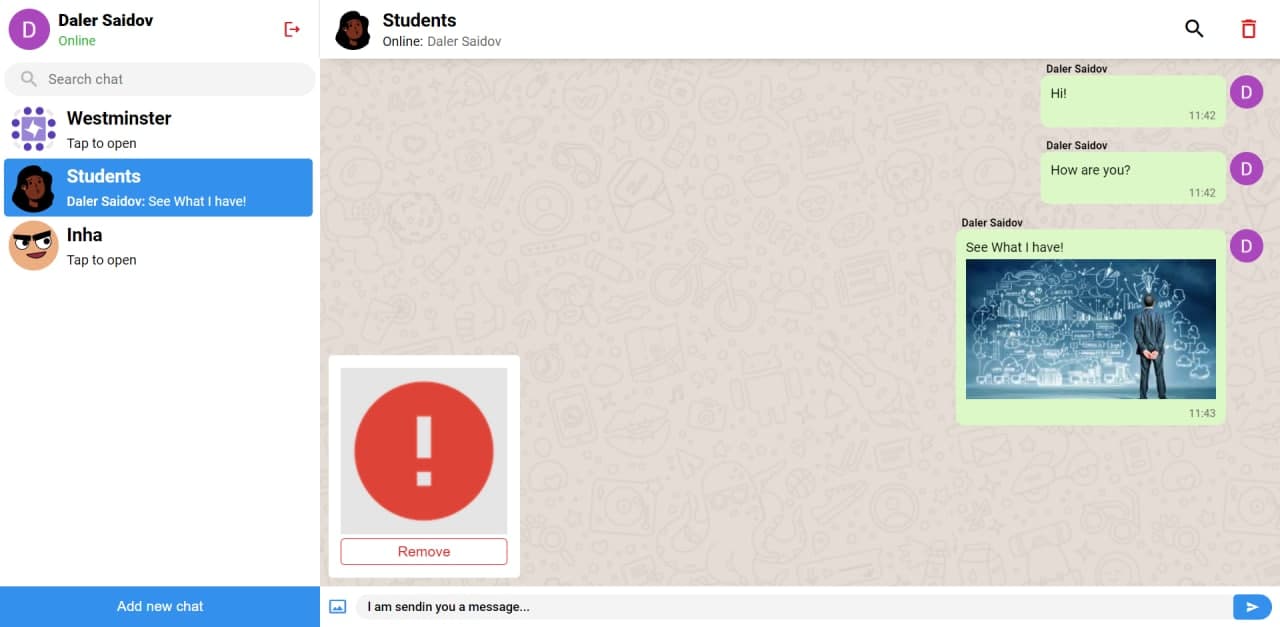 D
Daler Saidov
Online
Search chat
Westminster
Tap to open
Students
Daler Saidov: See What I have!
Inha
Tap to open
Add new chat
Students
Online: Daler Saidov
Daler Saidov
Hi!
11:42
D
Daler Saidov
How are you?
11:42
D
Daler Saidov
See What I have!
11:43
D
!
Remove
I am sendin you a message...